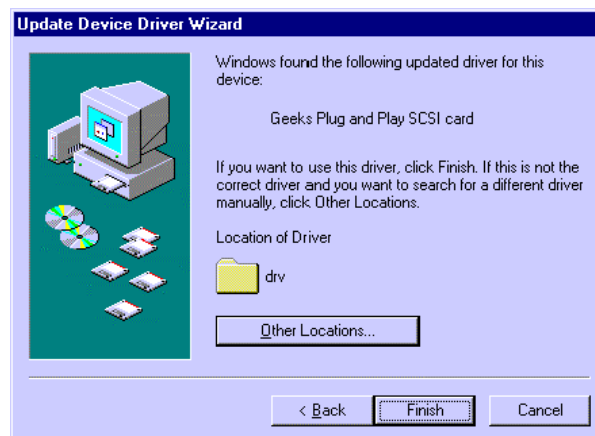 Update Device Driver Wizard
Windows found the following updated driver for this
device:
Geeks Plug and Play SCSI card
If you want to use this driver, click Finish. If this is not the
correct driver and you want to search for a different driver
manually, click Other Locations.
Location of Driver
drv
Other Locations...
< Back
Finish
Cancel